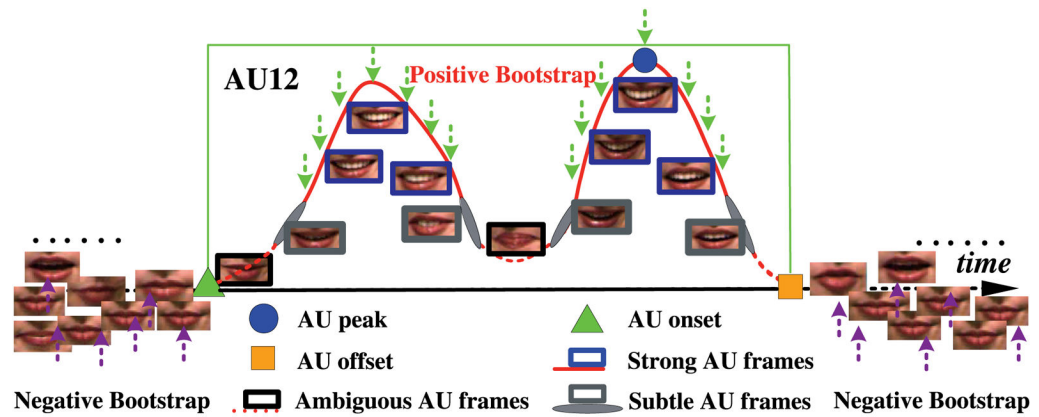 AU12
Positive Bootstrap
time
AU peak
AU onset
AU offset
Strong AU frames
Negative Bootstrap
Ambiguous AU frames
Subtle AU frames
Negative Bootstrap